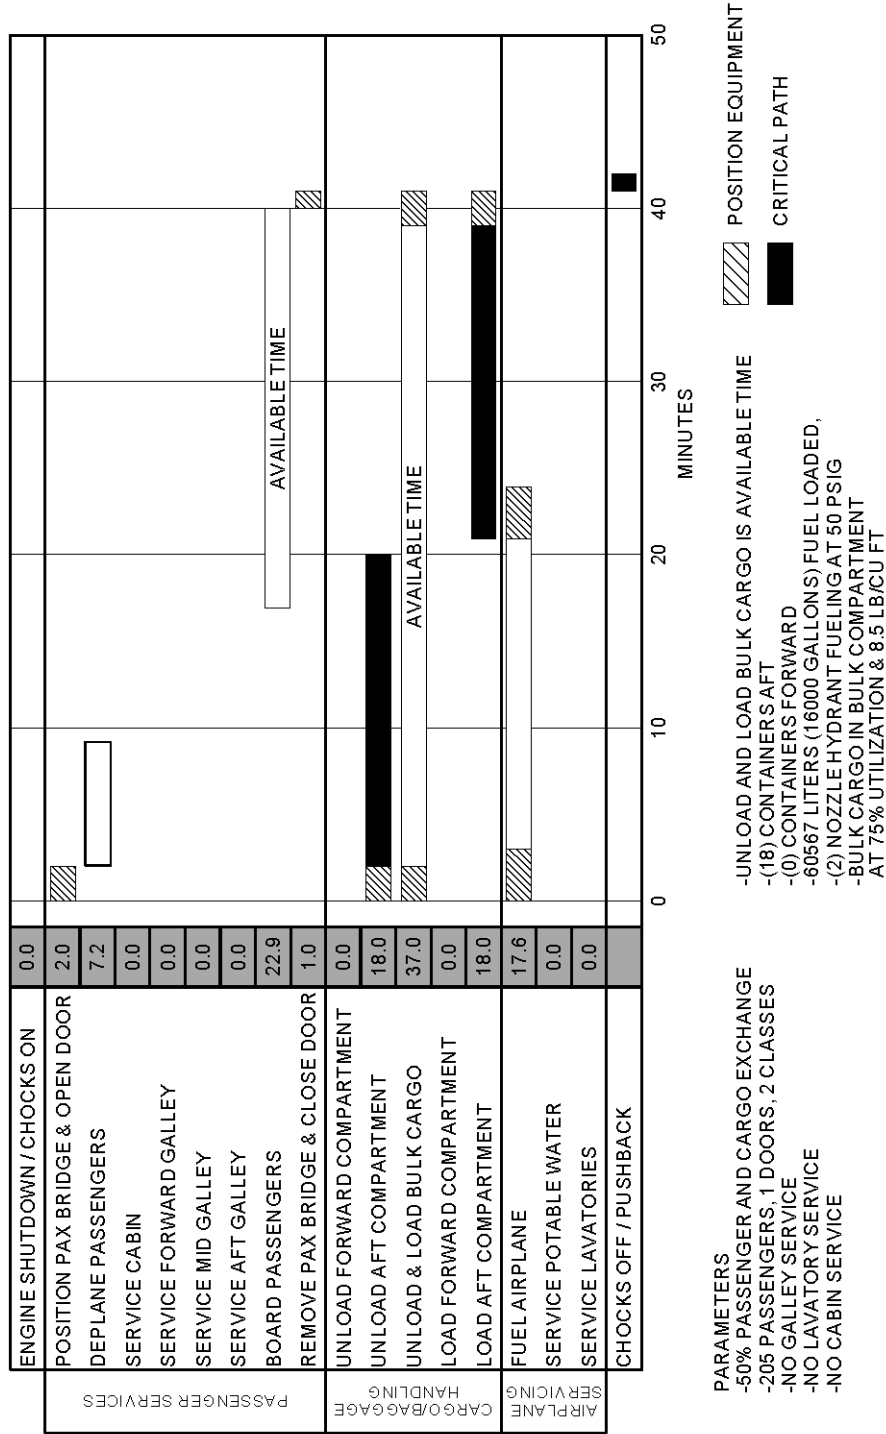 ENGINE SHUTDOWN / CHOCKS ON 0.0
PASSENGER SERVICES
POSITION PAX BRIDGE & OPEN DOOR 2.0
DEPLANE PASSENGERS 7.2
SERVICE CABIN 0.0
SERVICE FORWARD GALLEY 0.0
SERVICE MID GALLEY 0.0
SERVICE AFT GALLEY 0.0
BOARD PASSENGERS 22.9 AVAILABLE TIME
REMOVE PAX BRIDGE & CLOSE DOOR 1.0
CARGO/BAGGAGE
HANDLING
UNLOAD FORWARD COMPARTMENT 0.0
UNLOAD AFT COMPARTMENT 18.0
UNLOAD & LOAD BULK CARGO 37.0 AVAILABLE TIME
LOAD FORWARD COMPARTMENT 0.0
LOAD AFT COMPARTMENT 18.0
AIRPLANE
SERVICING
FUEL AIRPLANE 17.6
SERVICE POTABLE WATER 0.0
SERVICE LAVATORIES 0.0
CHOCKS OFF / PUSHBACK
0 10 20 30 40 50
MINUTES
PARAMETERS
-50% PASSENGER AND CARGO EXCHANGE
-205 PASSENGERS, 1 DOORS, 2 CLASSES
-NO GALLEY SERVICE
-NO LAVATORY SERVICE
-NO CABIN SERVICE
-UNLOAD AND LOAD BULK CARGO IS AVAILABLE TIME
-(18) CONTAINERS AFT
-(0) CONTAINERS FORWARD
-60567 LITERS (16000 GALLONS) FUEL LOADED,
-(2) NOZZLE HYDRANT FUELING AT 50 PSIG
-BULK CARGO IN BULK COMPARTMENT
AT 75% UTILIZATION & 8.5 LB/CU FT
POSITION EQUIPMENT
CRITICAL PATH